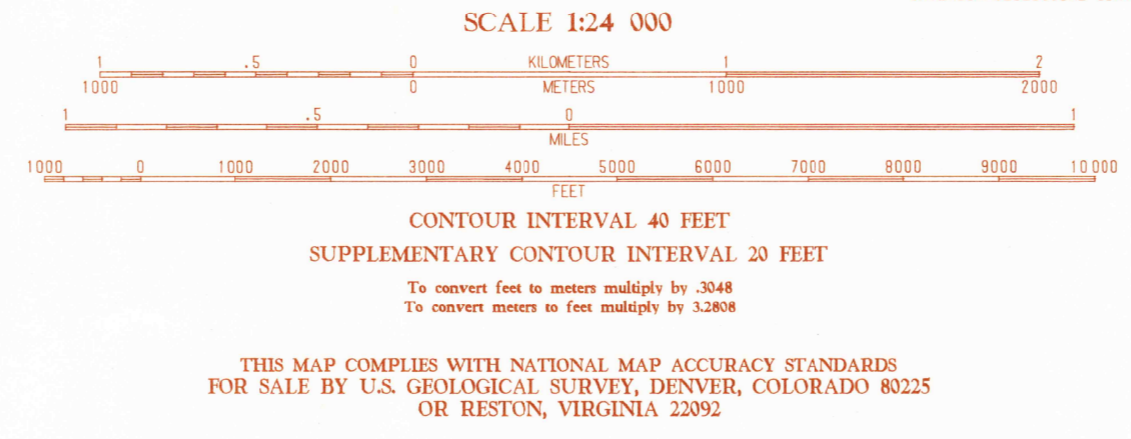 SCALE 1:24 000
1 .5 0 KILOMETERS 1 2
1000 0 METERS 1000 2000
1 .5 0 1
MILES
1000 0 1000 2000 3000 4000 5000 6000 7000 8000 9000 10 000
FEET
CONTOUR INTERVAL 40 FEET
SUPPLEMENTARY CONTOUR INTERVAL 20 FEET
To convert feet to meters multiply by .3048
To convert meters to feet multiply by 3.2808
THIS MAP COMPLIES WITH NATIONAL MAP ACCURACY STANDARDS
FOR SALE BY U.S. GEOLOGICAL SURVEY, DENVER, COLORADO 80225
OR RESTON, VIRGINIA 22092